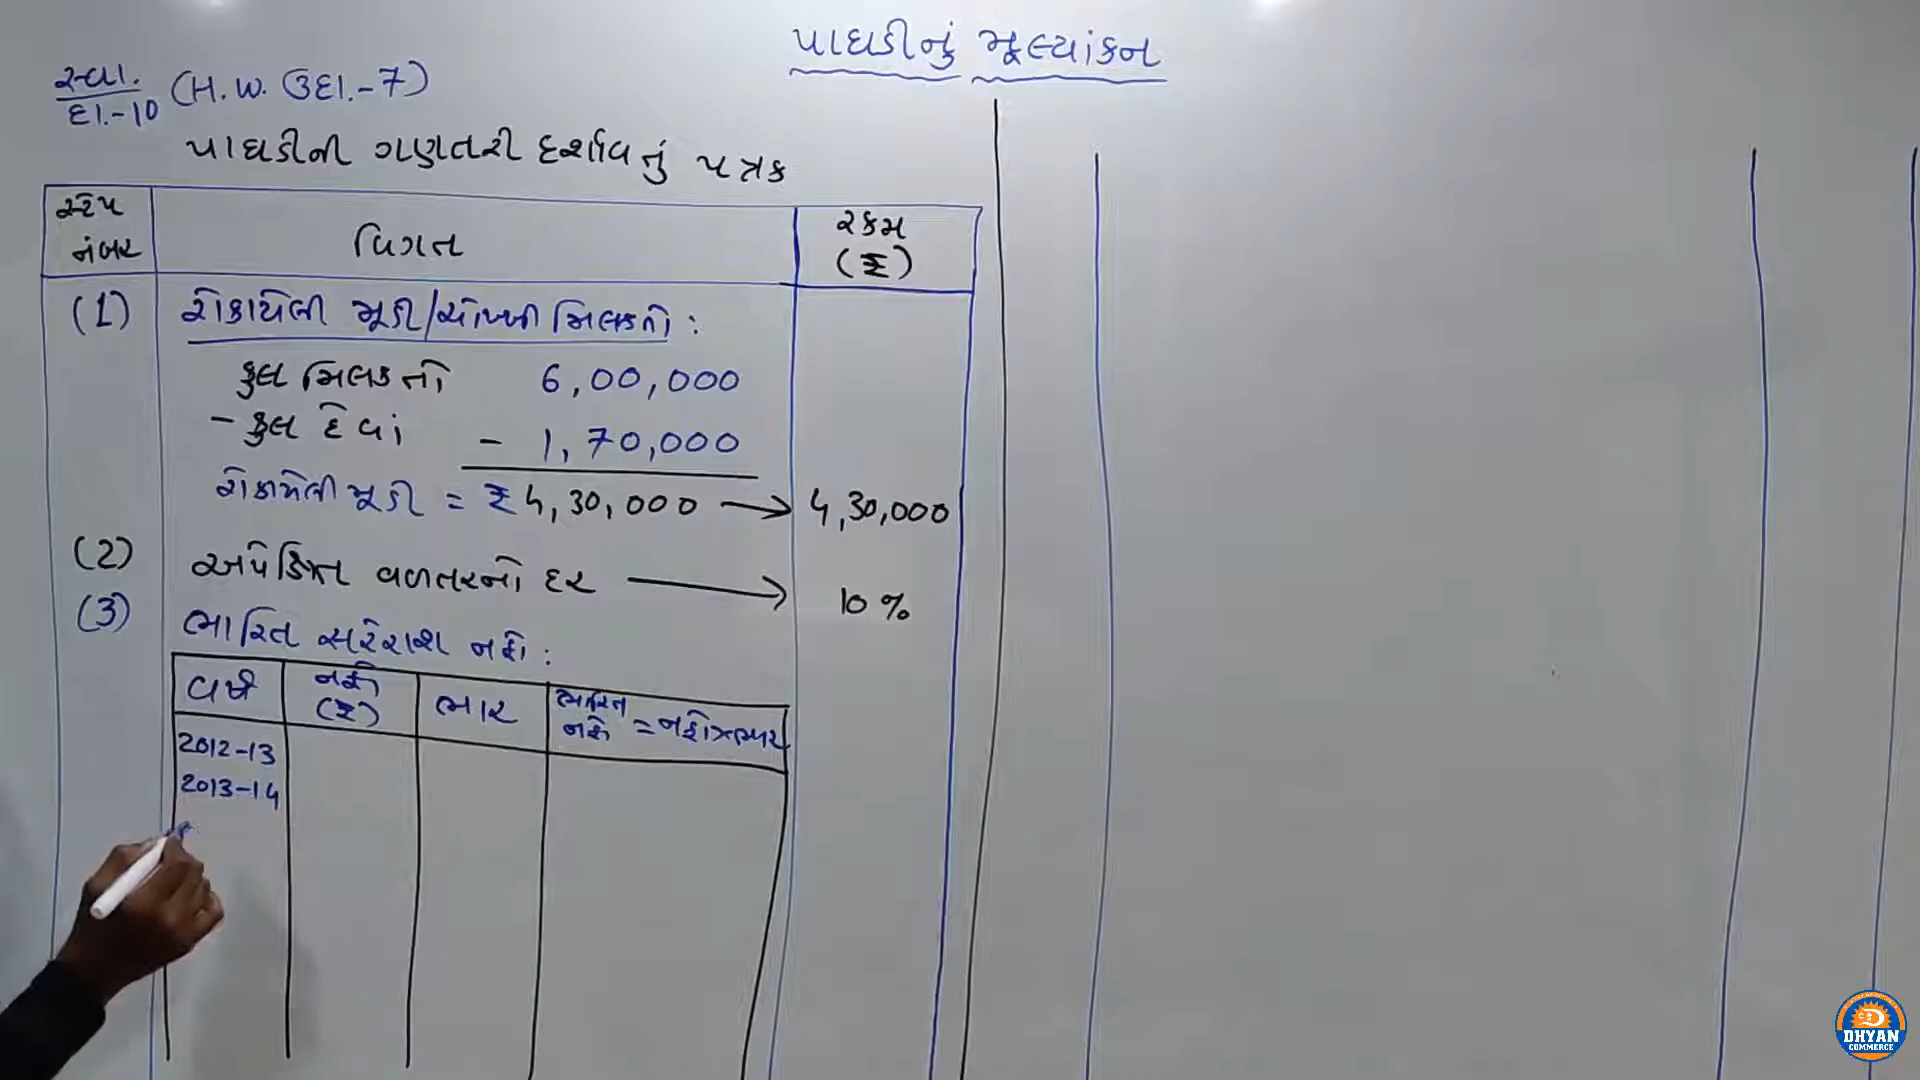 પાઘડીનું મૂલ્યાંકન
સ્વા.
દા.-10 (H.W. ઉદા.-7)
પાઘડીની ગણતરી દર્શાવતું પત્રક
સ્ટેપ નંબર વિગત રકમ (₹)
(1) રોકાયેલી મૂડી/ચોખ્ખી મિલકતો :
કુલ મિલકતો 6,00,000
- કુલ દેવાં - 1,70,000
રોકાયેલી મૂડી = ₹ 4,30,000 → 4,30,000
(2) અપેક્ષિત વળતરનો દર → 10 %
(3) ભારિત સરેરાશ નફો :
વર્ષ નફો (₹) ભાર ભારિત નફો = નફો×ભાર
2012-13
2013-14
DHYAN
COMMERCE